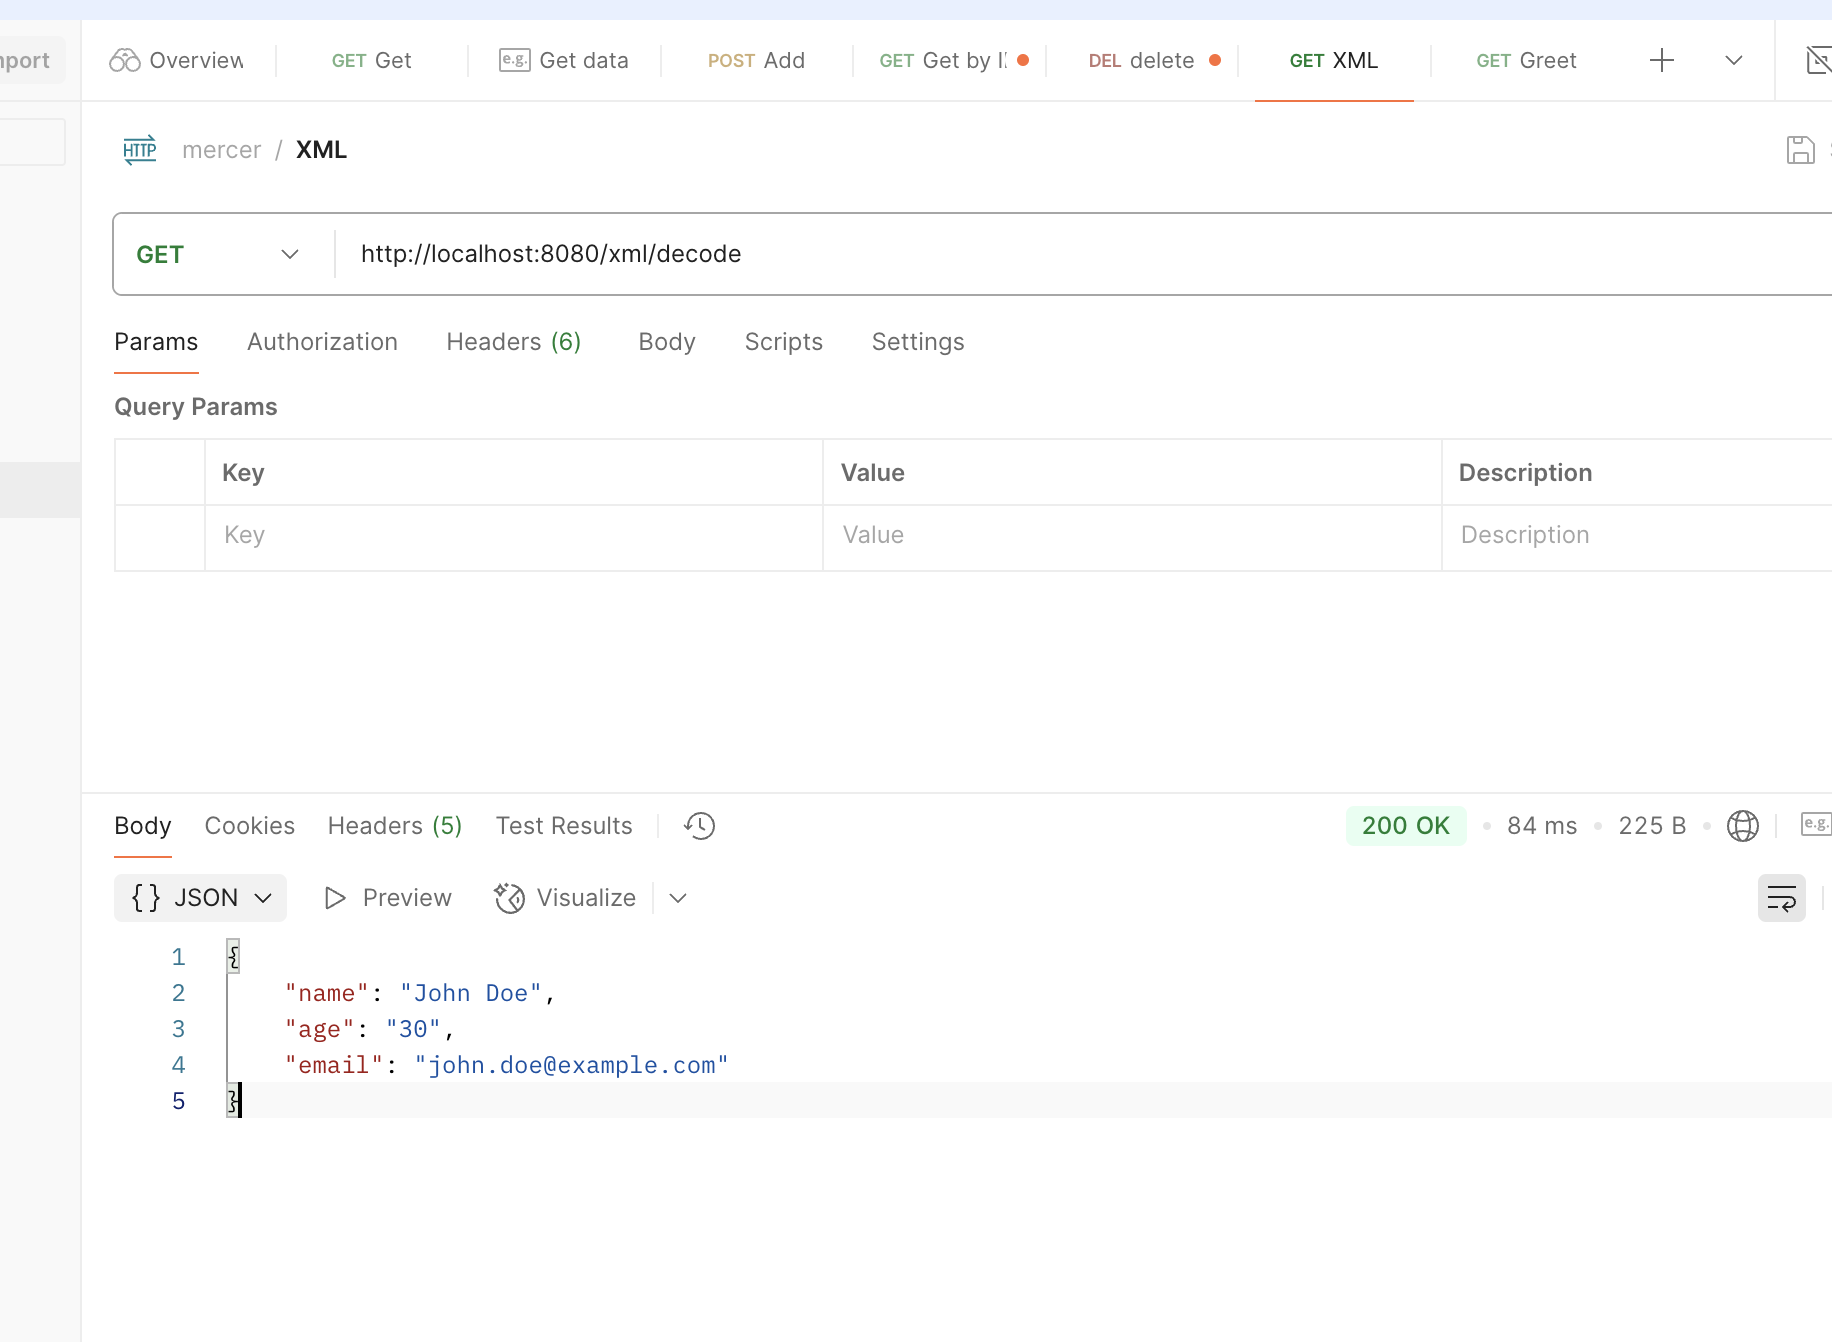 Overview
GET Get
e.g. Get data
POST Add
GET Get by
DEL delete
GET XML
GET Greet
HTTP mercer / XML
GET http://localhost:8080/xml/decode
Params Authorization Headers (6) Body Scripts Settings
Query Params
Key Value Description
Key Value Description
Body Cookies Headers (5) Test Results 200 OK • 84 ms • 225 B • e.g.
{} JSON Preview Visualize
1 {
2 "name": "John Doe",
3 "age": "30",
4 "email": "john.doe@example.com"
5 }